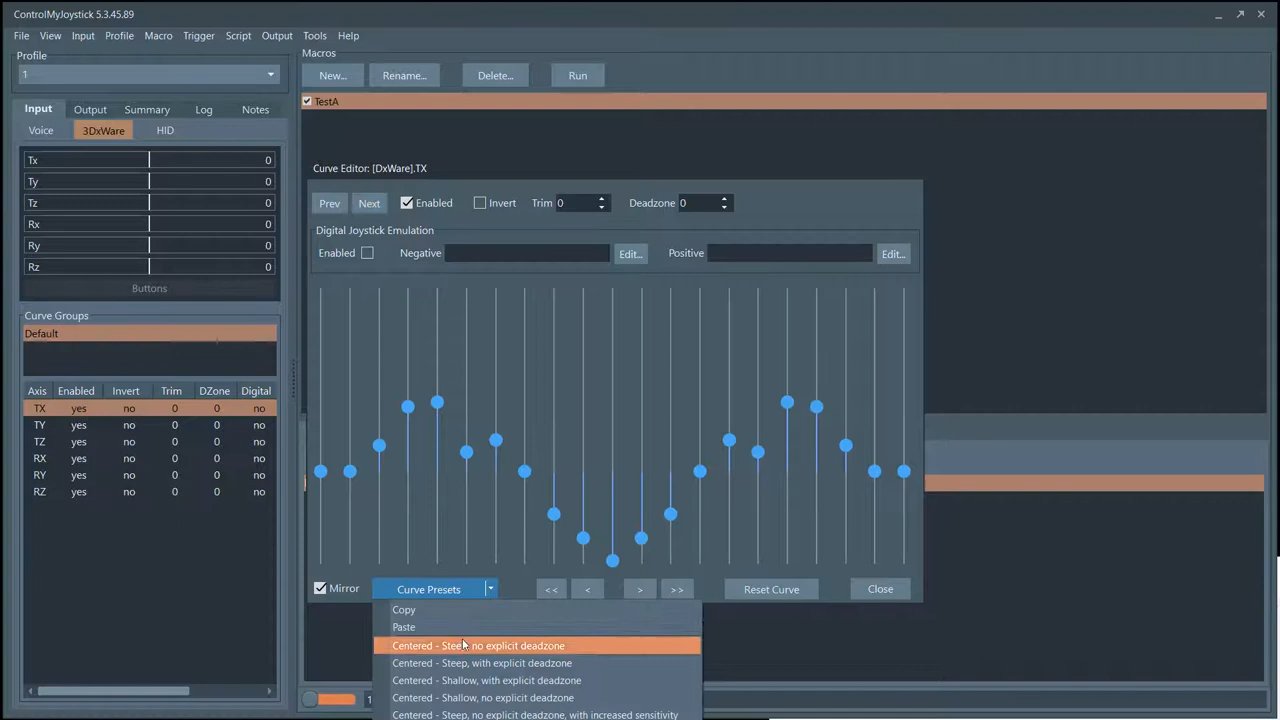 ControlMyJoystick 5.3.45.89
File View Input Profile Macro Trigger Script Output Tools Help
Profile
1
Input Output Summary Log Notes
Voice 3DxWare HID
Tx 0
Ty 0
Tz 0
Rx 0
Ry 0
Rz 0
Buttons
Curve Groups
Default
Axis Enabled Invert Trim DZone Digital
TX yes no 0 0 no
TY yes no 0 0 no
TZ yes no 0 0 no
RX yes no 0 0 no
RY yes no 0 0 no
RZ yes no 0 0 no
Macros
New... Rename... Delete... Run
TestA
Curve Editor: [DxWare].TX
Prev Next Enabled Invert Trim 0 Deadzone 0
Digital Joystick Emulation
Enabled Negative Edit... Positive Edit...
Mirror Curve Presets << < > >> Reset Curve Close
Copy
Paste
Centered - Steep, no explicit deadzone
Centered - Steep, with explicit deadzone
Centered - Shallow, with explicit deadzone
Centered - Shallow, no explicit deadzone
Centered - Steep, no explicit deadzone, with increased sensitivity
1